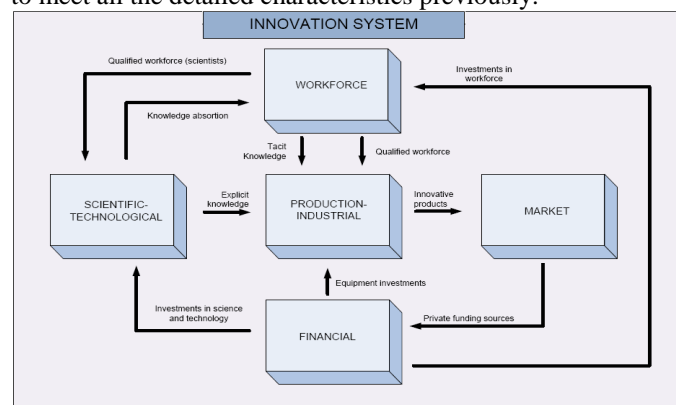 to meet all the detailed characteristics previously.
INNOVATION SYSTEM
Qualified workforce (scientists)
Investments in
workforce
WORKFORCE
Knowledge absortion
Tacit
Knowledge
Qualified workforce
SCIENTIFIC-
TECHNOLOGICAL
Explicit
knowledge
PRODUCTION-
INDUSTRIAL
Innovative
products
MARKET
Equipment investments
Investments in science
and technology
FINANCIAL
Private funding sources